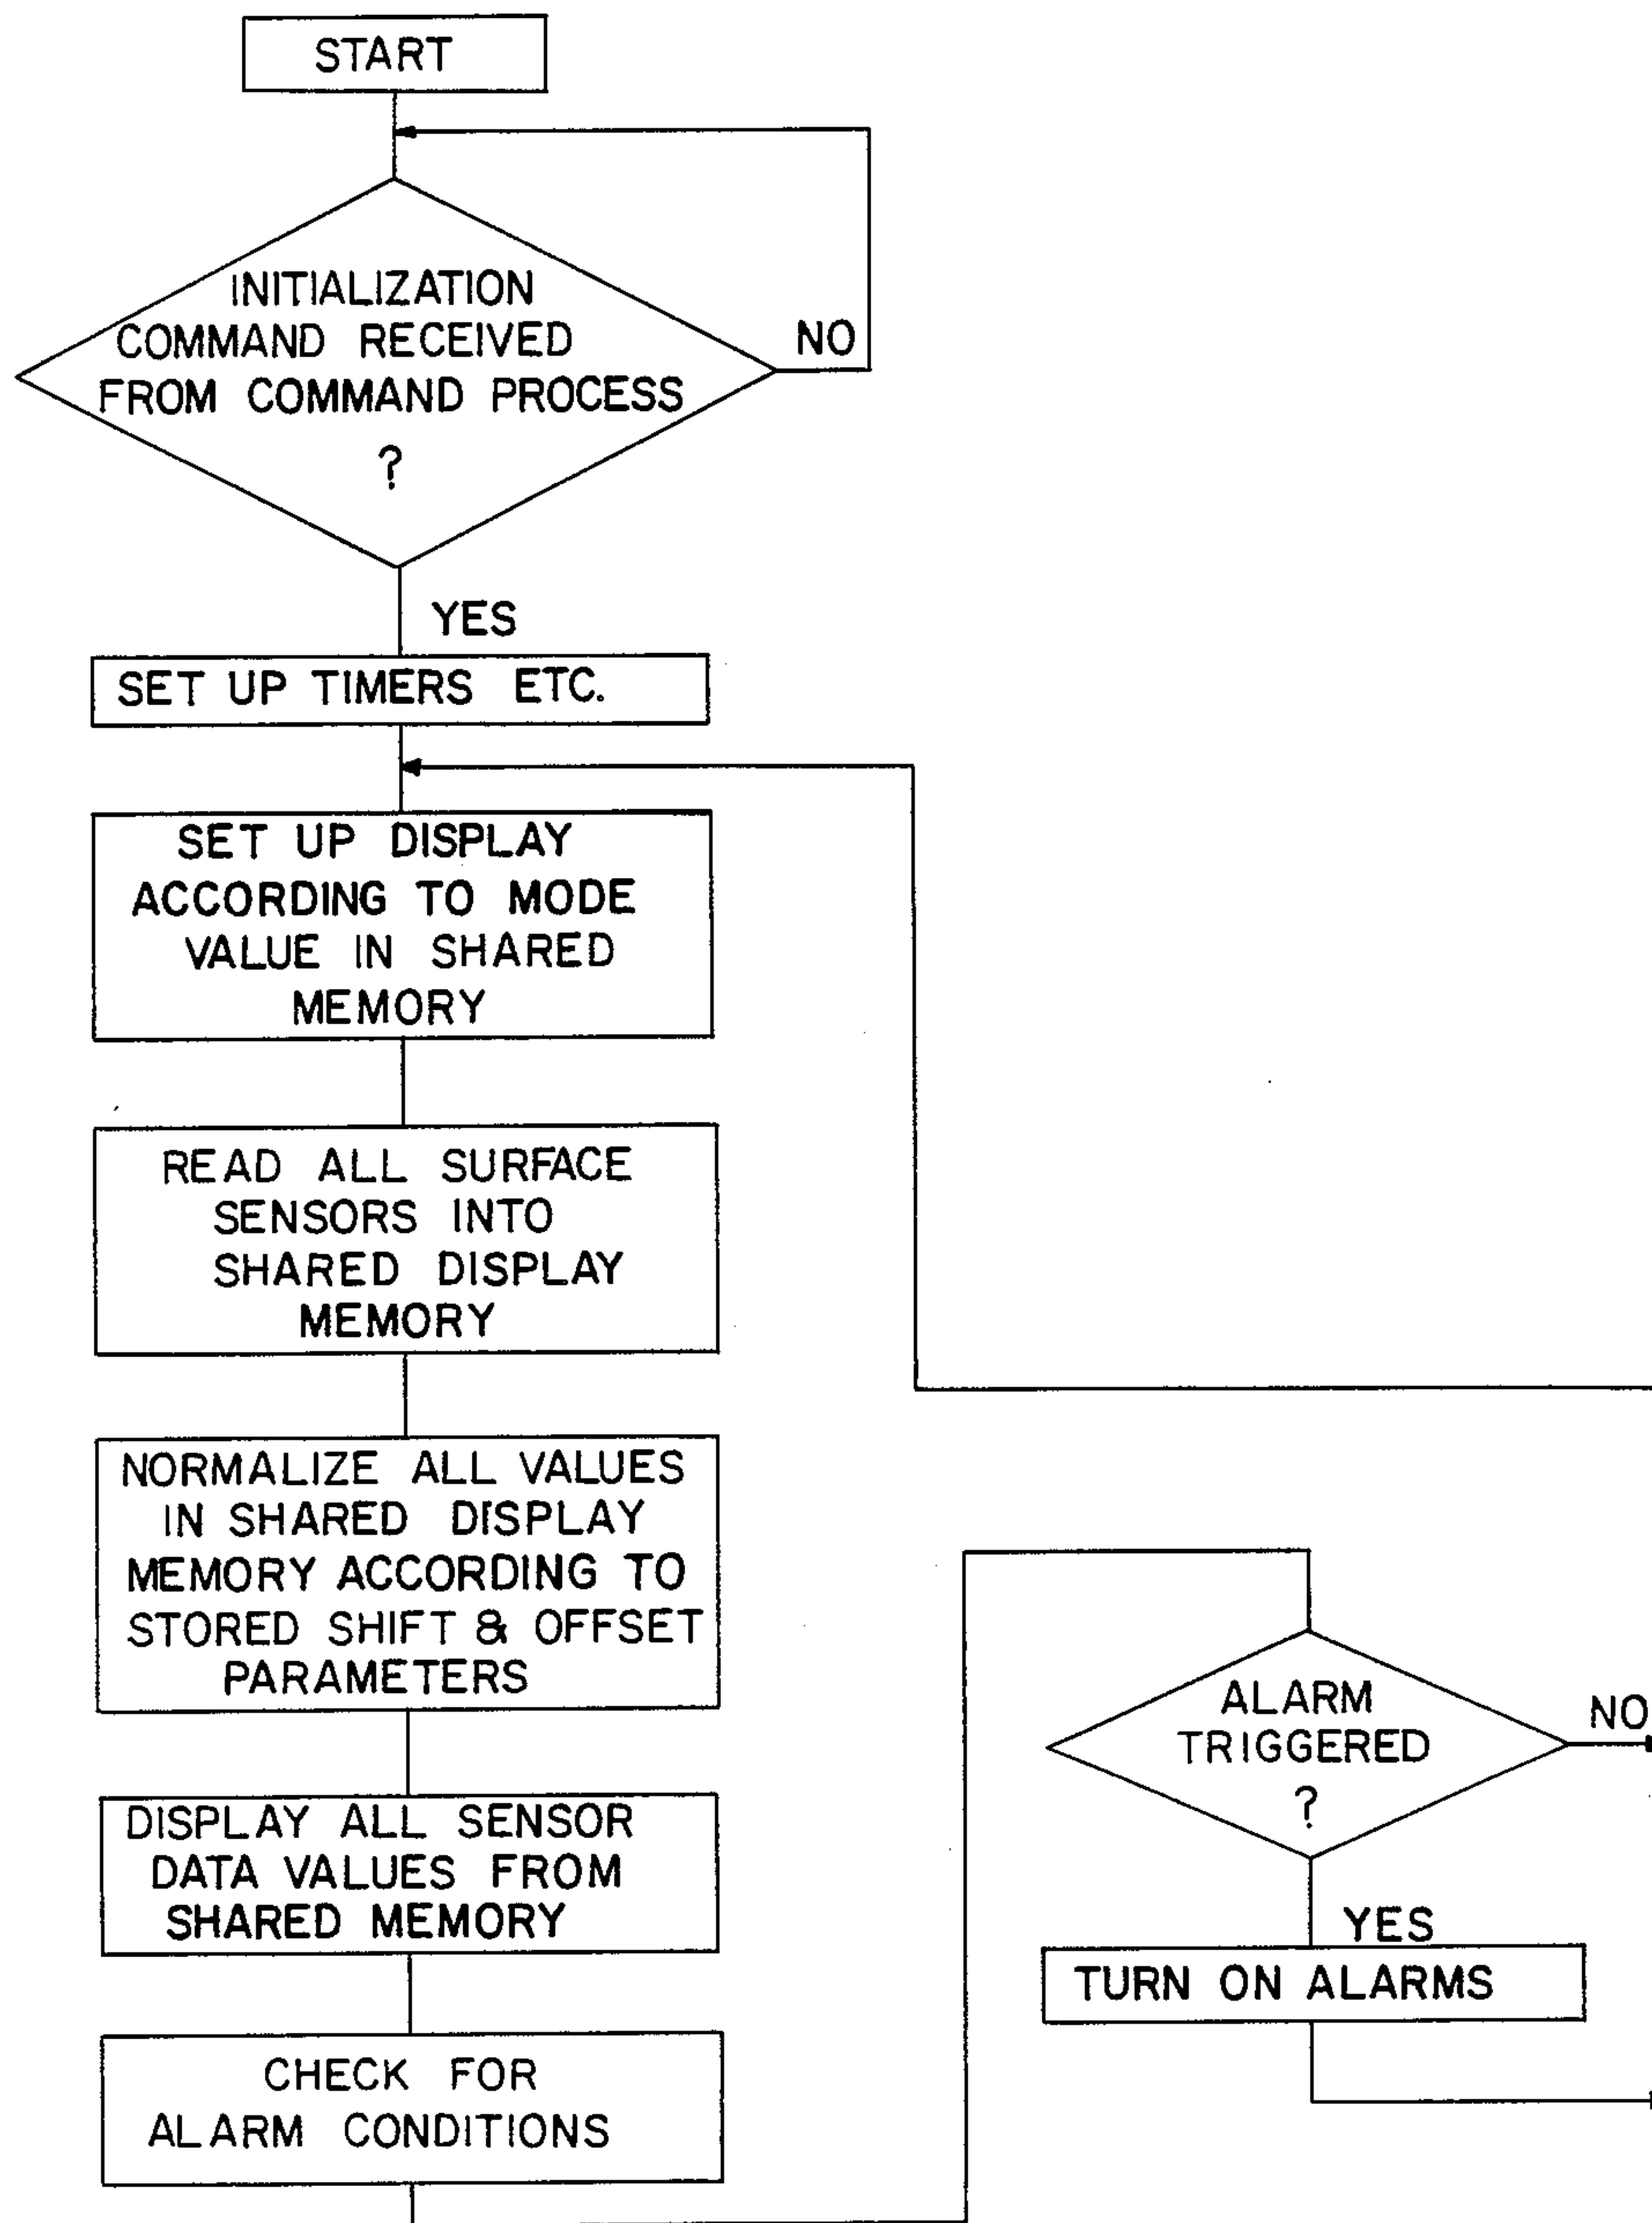 START
INITIALIZATION
COMMAND RECEIVED
FROM COMMAND PROCESS
?
NO
YES
SET UP TIMERS ETC.
SET UP DISPLAY
ACCORDING TO MODE
VALUE IN SHARED
MEMORY
READ ALL SURFACE
SENSORS INTO
SHARED DISPLAY
MEMORY
NORMALIZE ALL VALUES
IN SHARED DISPLAY
MEMORY ACCORDING TO
STORED SHIFT & OFFSET
PARAMETERS
DISPLAY ALL SENSOR
DATA VALUES FROM
SHARED MEMORY
CHECK FOR
ALARM CONDITIONS
ALARM
TRIGGERED
?
NO
YES
TURN ON ALARMS